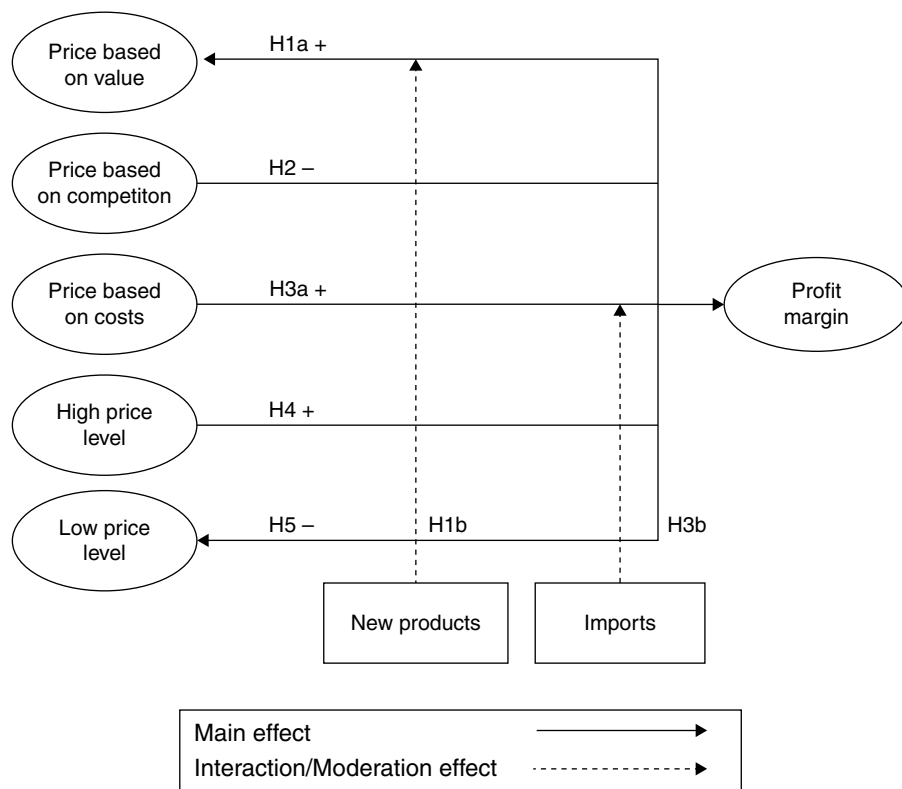 Price based
on value
H1a +
Price based
on competiton
H2 –
Price based
on costs
H3a +
Profit
margin
High price
level
H4 +
Low price
level
H5 –
H1b
H3b
New products
Imports
Main effect
Interaction/Moderation effect